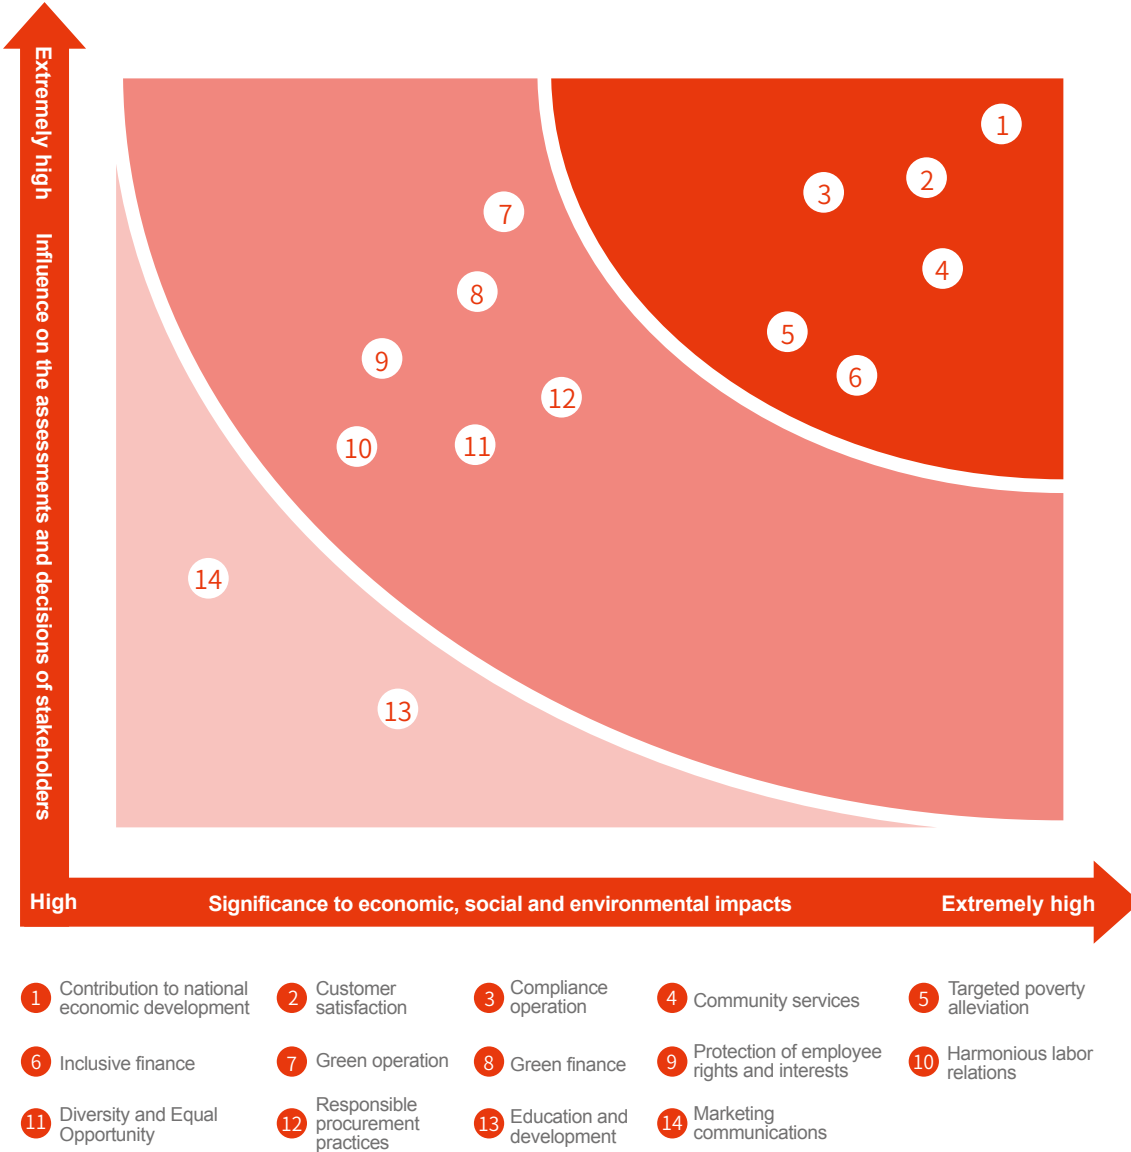 Extremely high
Influence on the assessments and decisions of stakeholders
1
2
3
4
5
6
7
8
9
10
11
12
13
14
High
Significance to economic, social and environmental impacts
Extremely high
1 Contribution to national
economic development
2 Customer
satisfaction
3 Compliance
operation
4 Community services
5 Targeted poverty
alleviation
6 Inclusive finance
7 Green operation
8 Green finance
9 Protection of employee
rights and interests
10 Harmonious labor
relations
11 Diversity and Equal
Opportunity
12 Responsible
procurement
practices
13 Education and
development
14 Marketing
communications